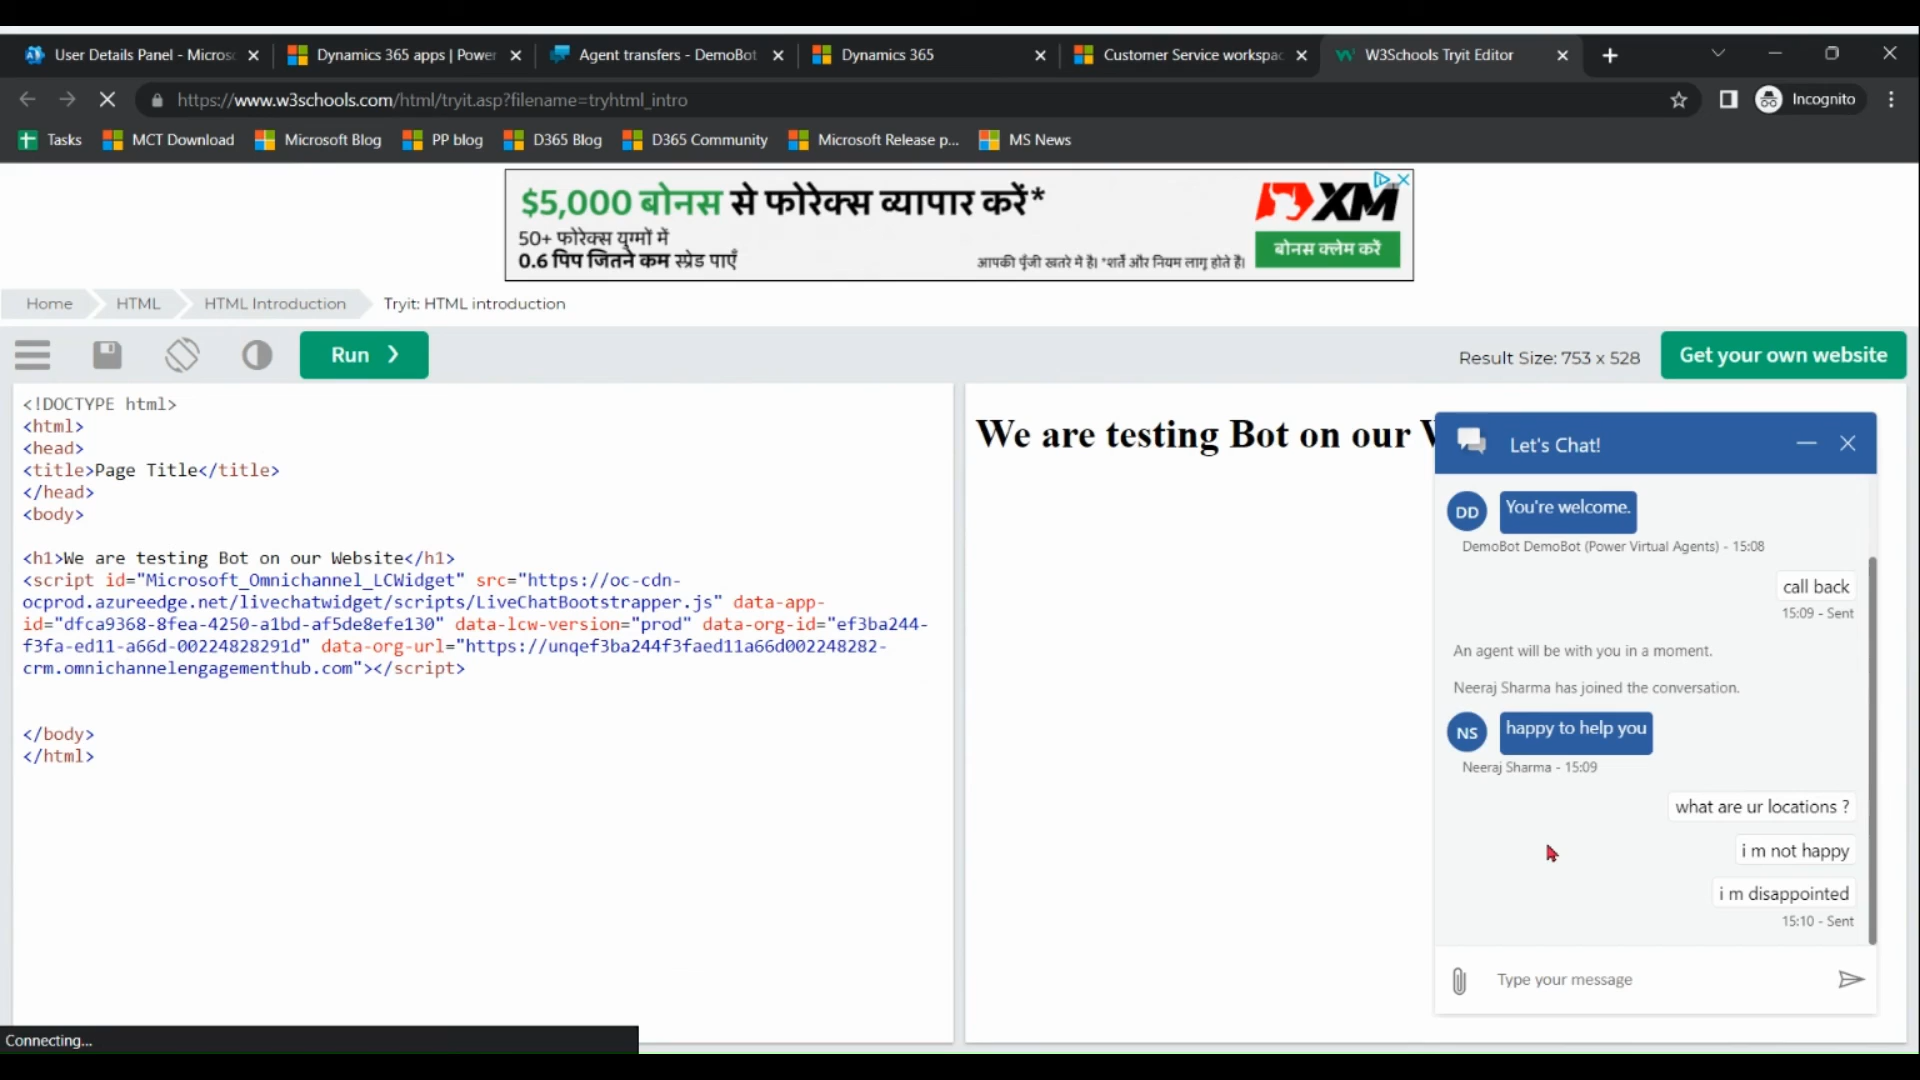 User Details Panel - Micros
Dynamics 365 apps | Power
Agent transfers - DemoBot
Dynamics 365
Customer Service workspac
W3Schools Tryit Editor
https://www.w3schools.com/html/tryit.asp?filename=tryhtml_intro
Incognito
Tasks
MCT Download
Microsoft Blog
PP blog
D365 Blog
D365 Community
Microsoft Release p...
MS News
$5,000 बोनस से फोरेक्स व्यापार करें*
50+ फोरेक्स युग्मों में
0.6 पिप जितने कम स्प्रेड पाएँ
आपकी पूँजी खतरे में है। *शर्तें और नियम लागू होते हैं।
XM
बोनस क्लेम करें
Home
HTML
HTML Introduction
Tryit: HTML introduction
Run ❯
Result Size: 753 x 528
Get your own website
<!DOCTYPE html>
<html>
<head>
<title>Page Title</title>
</head>
<body>
<h1>We are testing Bot on our Website</h1>
<script id="Microsoft_Omnichannel_LCWidget" src="https://oc-cdn-
ocprod.azureedge.net/livechatwidget/scripts/LiveChatBootstrapper.js" data-app-
id="dfca9368-8fea-4250-a1bd-af5de8efe130" data-lcw-version="prod" data-org-id="ef3ba244-
f3fa-ed11-a66d-00224828291d" data-org-url="https://unqef3ba244f3faed11a66d002248282-
crm.omnichannelengagementhub.com"></script>
</body>
</html>
We are testing Bot on our
Let's Chat!
DD
You're welcome.
DemoBot DemoBot (Power Virtual Agents) - 15:08
call back
15:09 - Sent
An agent will be with you in a moment.
Neeraj Sharma has joined the conversation.
NS
happy to help you
Neeraj Sharma - 15:09
what are ur locations ?
i m not happy
i m disappointed
15:10 - Sent
Type your message
Connecting...